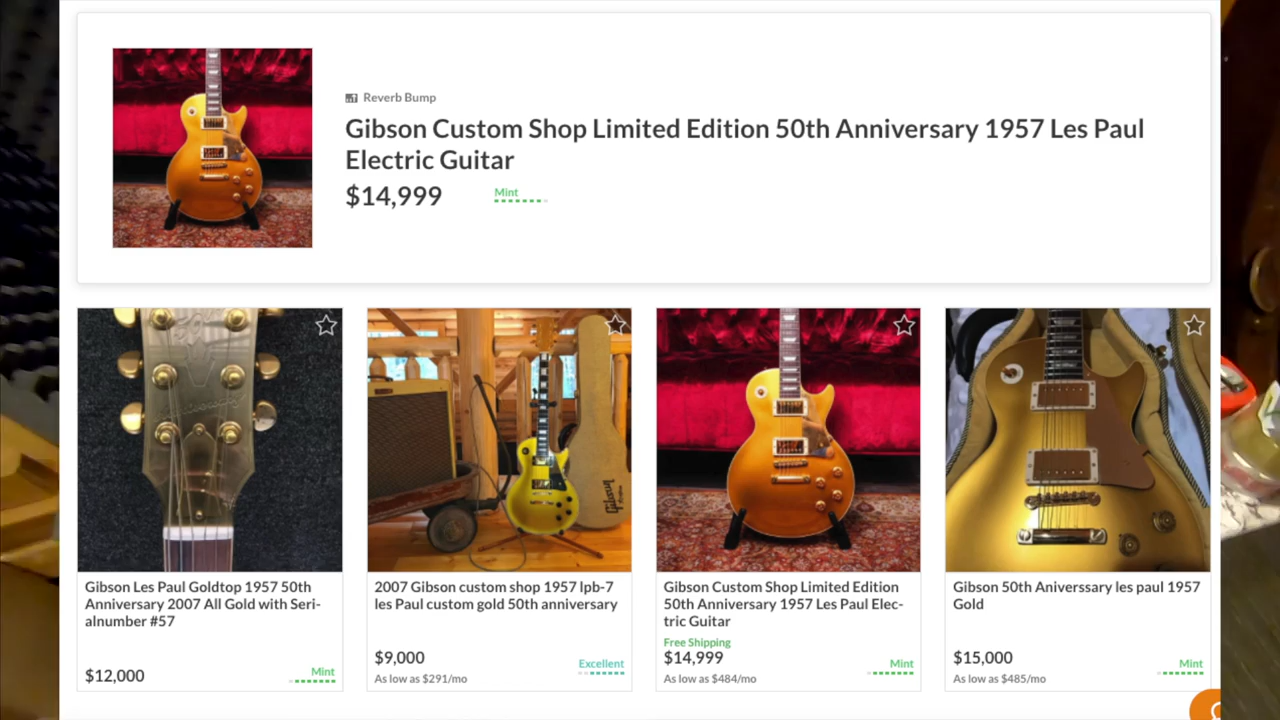 Reverb Bump
Gibson Custom Shop Limited Edition 50th Anniversary 1957 Les Paul
Electric Guitar
$14,999
Mint
Gibson
Gibson Les Paul Goldtop 1957 50th
Anniversary 2007 All Gold with Seri-
alnumber #57
$12,000
Mint
2007 Gibson custom shop 1957 lpb-7
les Paul custom gold 50th anniversary
$9,000
Excellent
As low as $291/mo
Gibson Custom Shop Limited Edition
50th Anniversary 1957 Les Paul Elec-
tric Guitar
Free Shipping
$14,999
Mint
As low as $484/mo
Gibson 50th Aniverssary les paul 1957
Gold
$15,000
Mint
As low as $485/mo